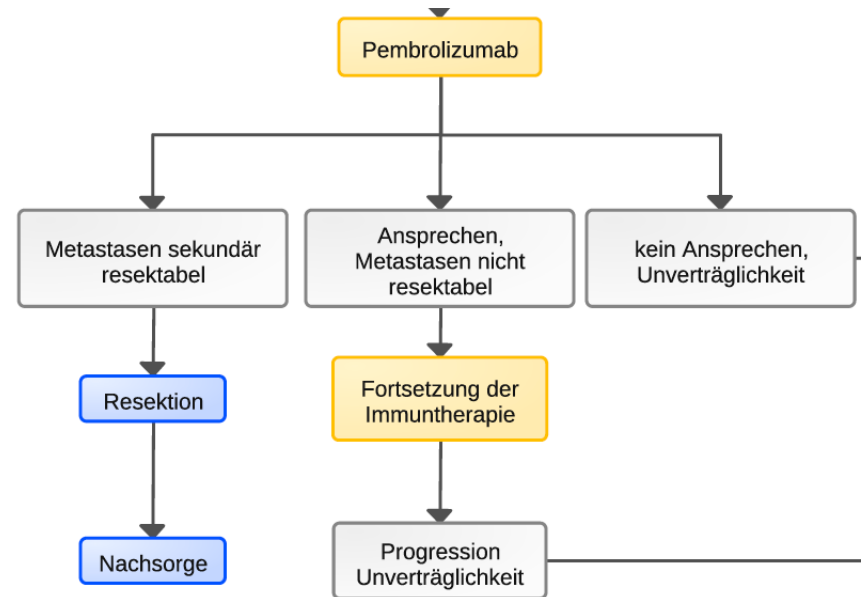 Pembrolizumab
Metastasen sekundär
resektabel
Ansprechen,
Metastasen nicht
resektabel
kein Ansprechen,
Unverträglichkeit
Resektion
Fortsetzung der
Immuntherapie
Nachsorge
Progression
Unverträglichkeit